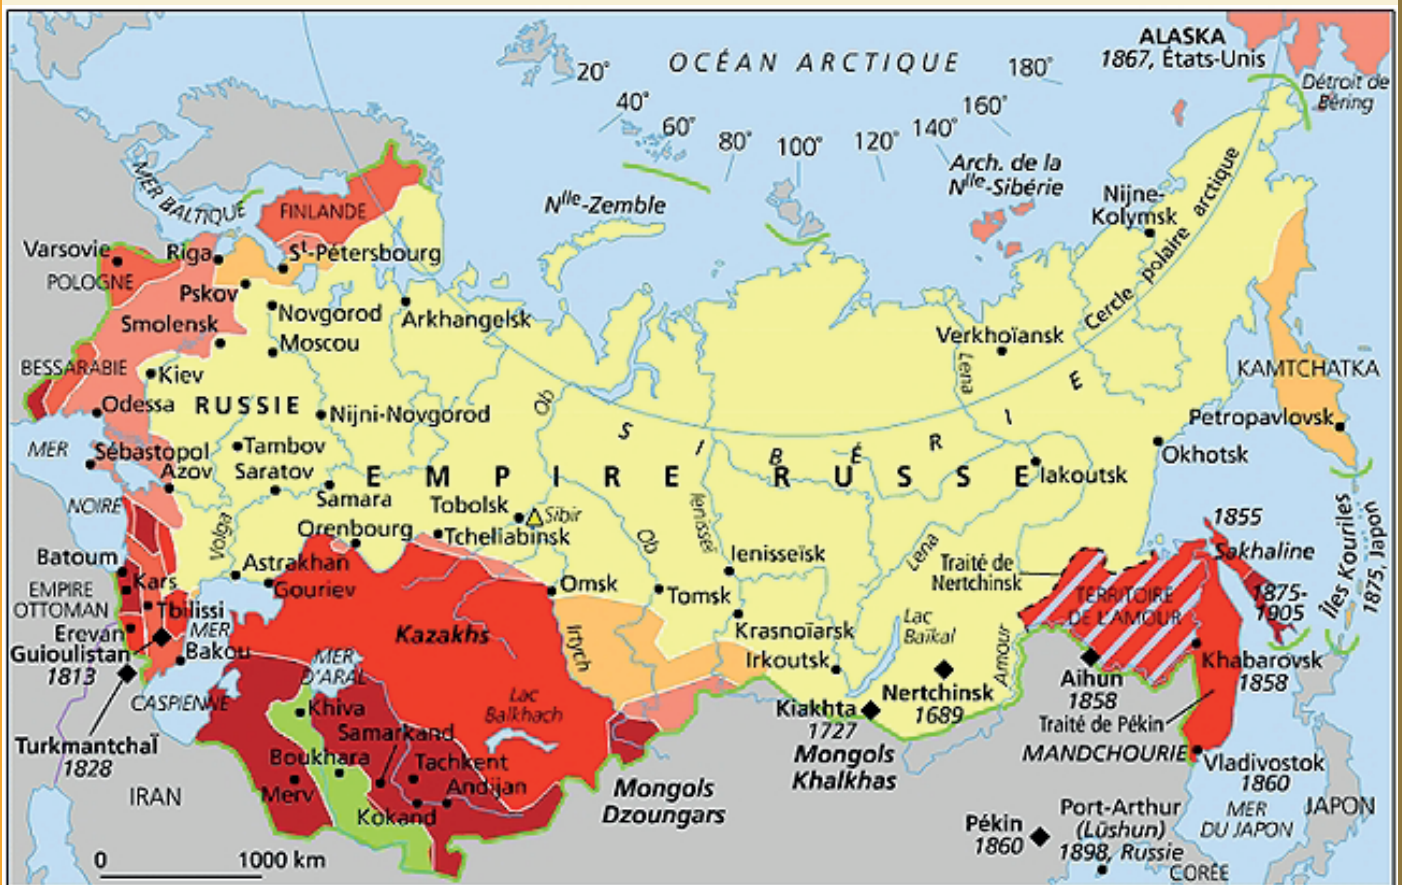 ALASKA
1867, États-Unis
OCÉAN ARCTIQUE
180°
20°
Détroit de
Béring
40°
160°
60°
140°
80°
100°
120°
Arch. de la
Nlle-Sibérie
MER BALTIQUE
Nlle-Zemble
Nijne-
Kolymsk
Cercle polaire arctique
FINLANDE
Varsovie
Riga
St-Pétersbourg
POLOGNE
Pskov
Novgorod
Arkhangelsk
Smolensk
Moscou
Verkhoïansk
BESSARABIE
Kiev
Lena
KAMTCHATKA
Odessa
RUSSIE
Nijni-Novgorod
Ob
SIBÉRIE
Petropavlovsk
MER
NOIRE
Sébastopol
Tambov
Okhotsk
Azov
Saratov
EMPIRE RUSSE
Iakoutsk
Samara
Tobolsk
Sibir
Ienisseï
Volga
Orenbourg
Tcheliabinsk
Ob
Lena
1855
Sakhaline
Îles Kouriles
1875, Japon
Batoum
Astrakhan
Ienisseïsk
Traité de
Nertchinsk
Kars
Gouriev
Omsk
Tomsk
EMPIRE
OTTOMAN
Tbilissi
TERRITOIRE
DE L'AMOUR
1875-
1905
Erevan
MER
CASPIENNE
Kazakhs
Irtych
Krasnoïarsk
Lac
Baïkal
Amour
Guioulistan
1813
Bakou
MER
D'ARAL
Irkoutsk
Khabarovsk
1858
Aihun
1858
Nertchinsk
1689
Lac
Balkhach
Khiva
Kiakhta
1727
Traité de Pékin
Samarkand
Turkmantchaï
1828
Mongols
Khalkhas
MANDCHOURIE
Boukhara
Tachkent
Vladivostok
1860
Merv
Andijan
Mongols
Dzoungars
IRAN
Kokand
Port-Arthur
(Lüshun)
1898, Russie
MER
DU JAPON
JAPON
Pékin
1860
0
1000 km
CORÉE